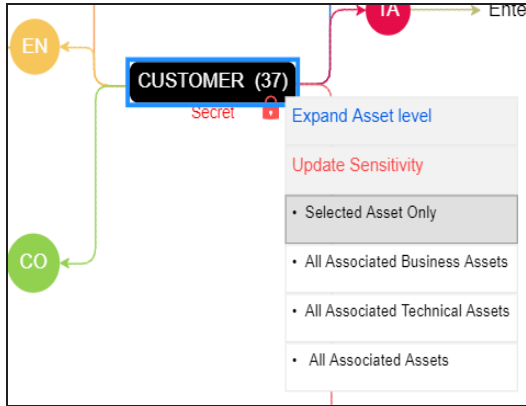 TA
Ente
EN
CUSTOMER (37)
Secret
Expand Asset level
Update Sensitivity
• Selected Asset Only
• All Associated Business Assets
CO
• All Associated Technical Assets
• All Associated Assets